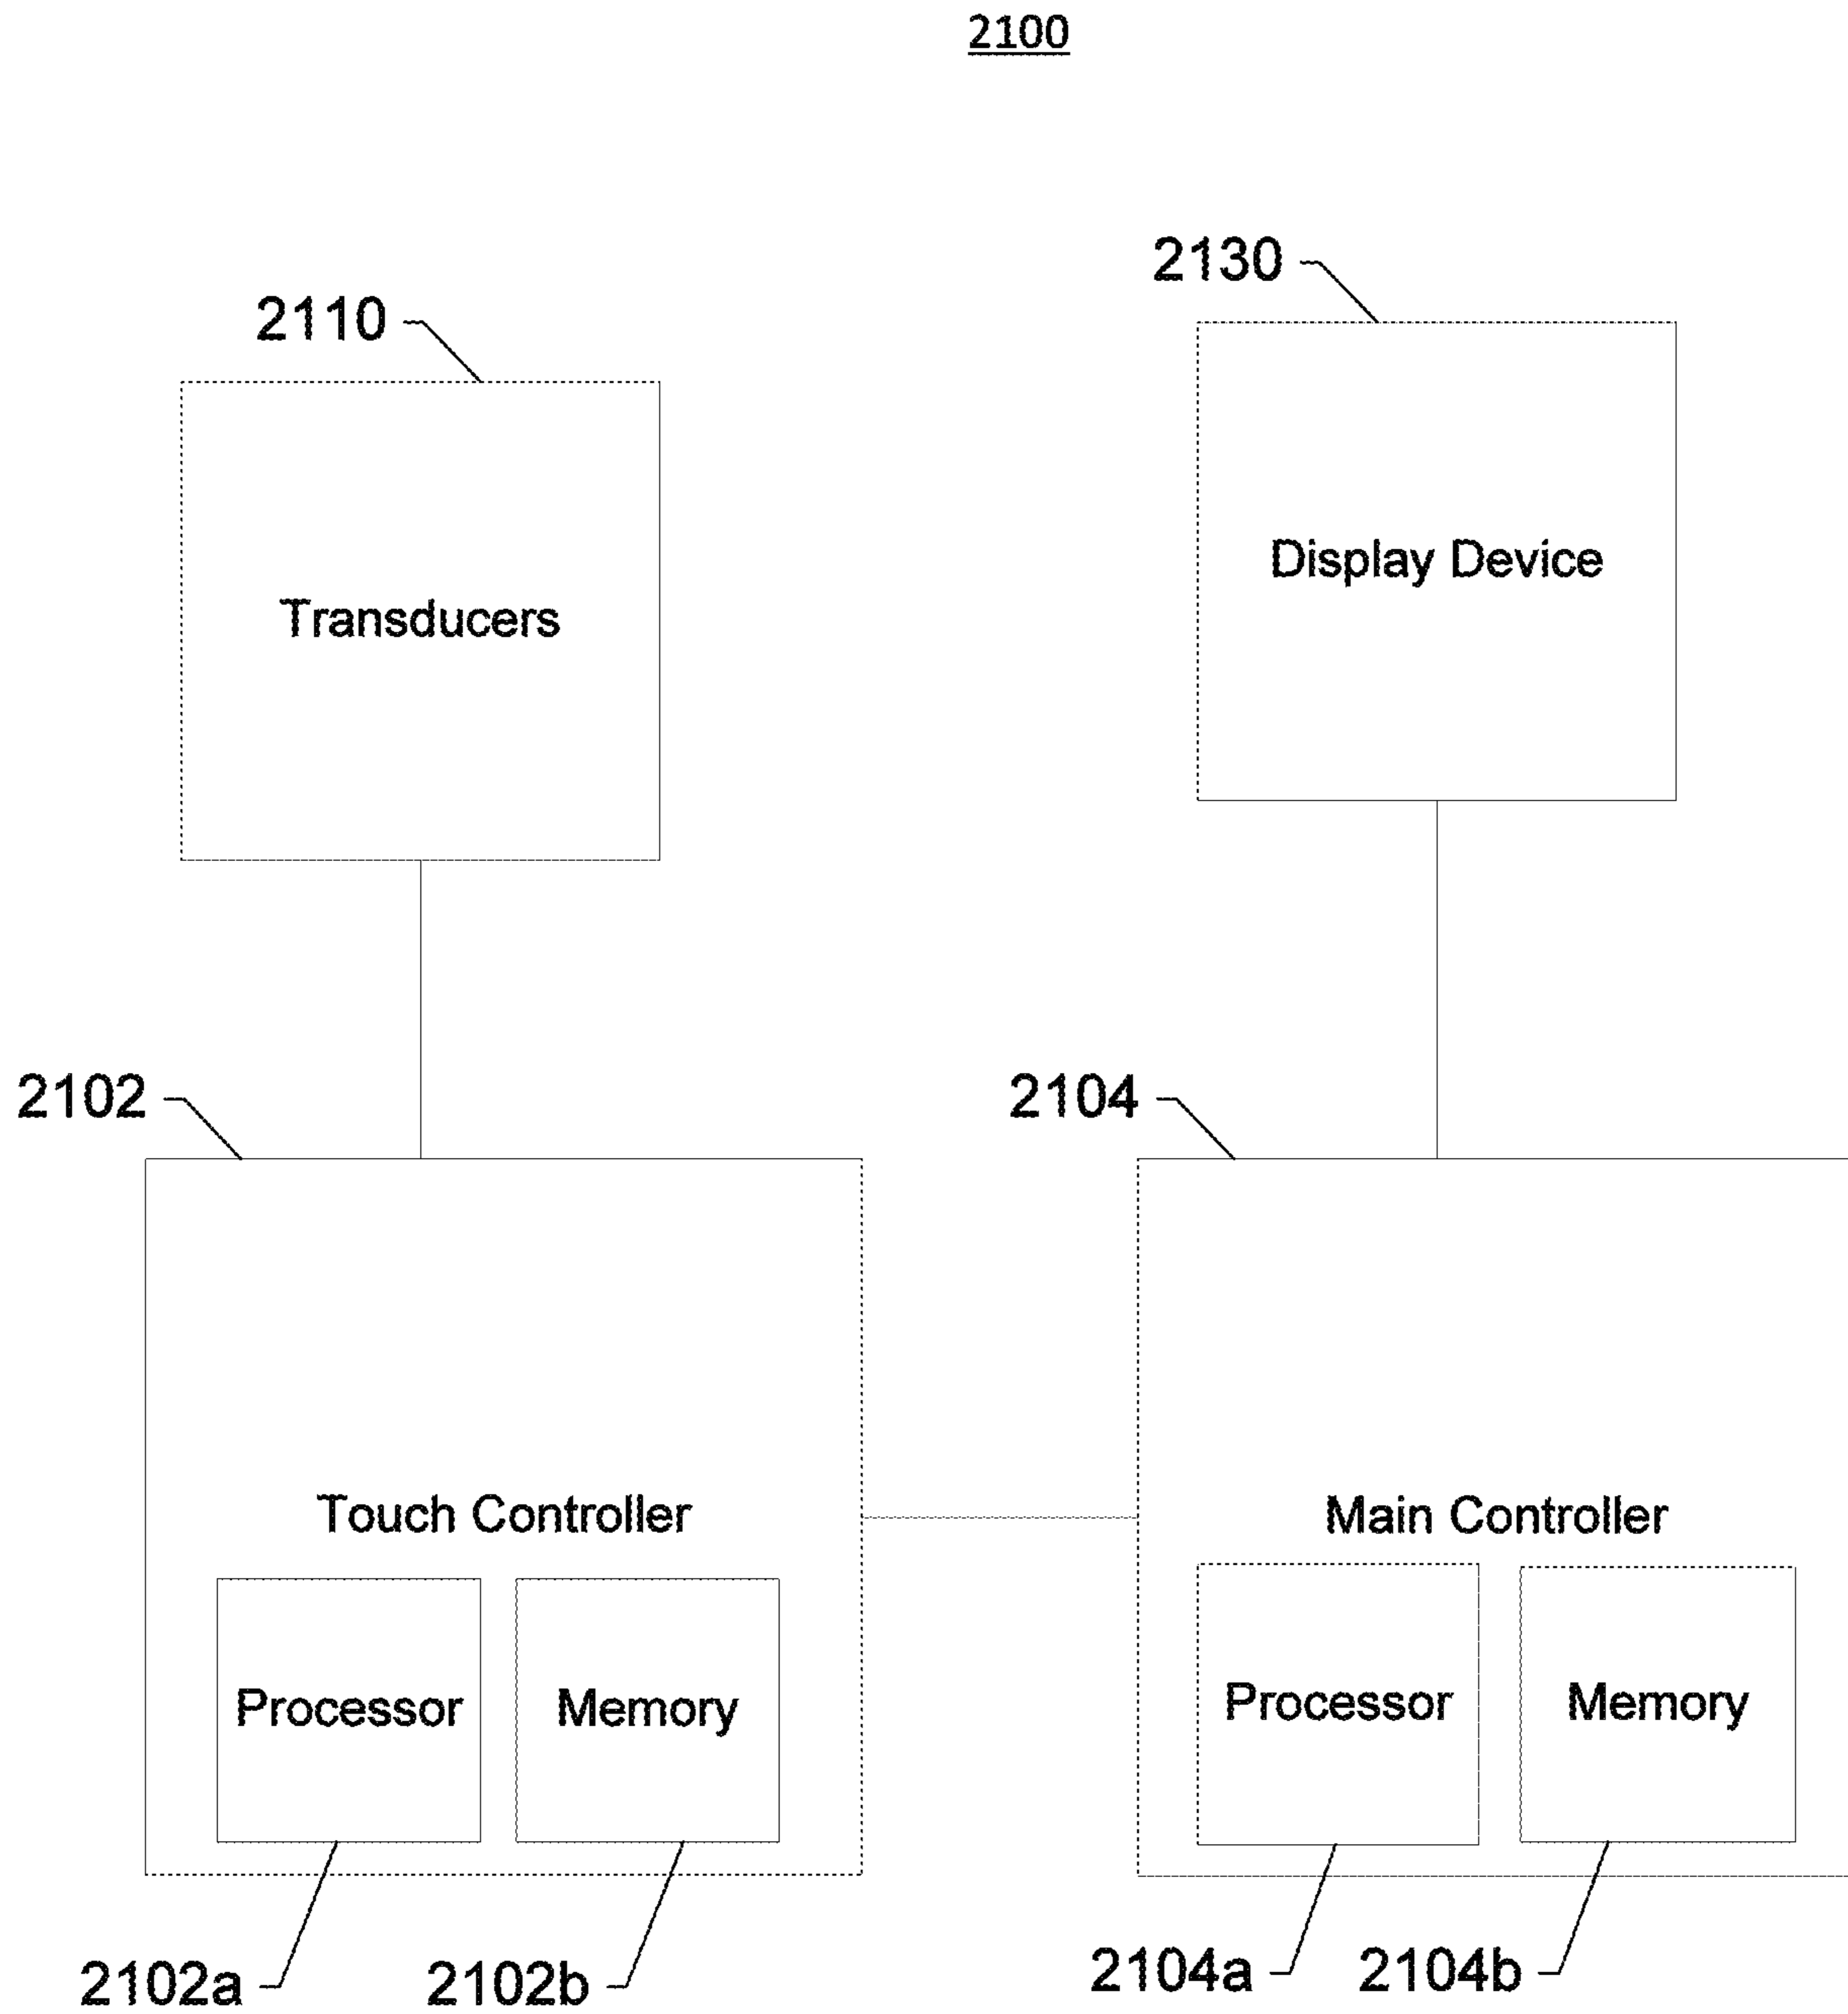 2100
2130
2110
Display Device
Transducers
2102
2104
Touch Controller
Main Controller
Processor
Memory
Processor
Memory
2102a
2102b
2104a
2104b